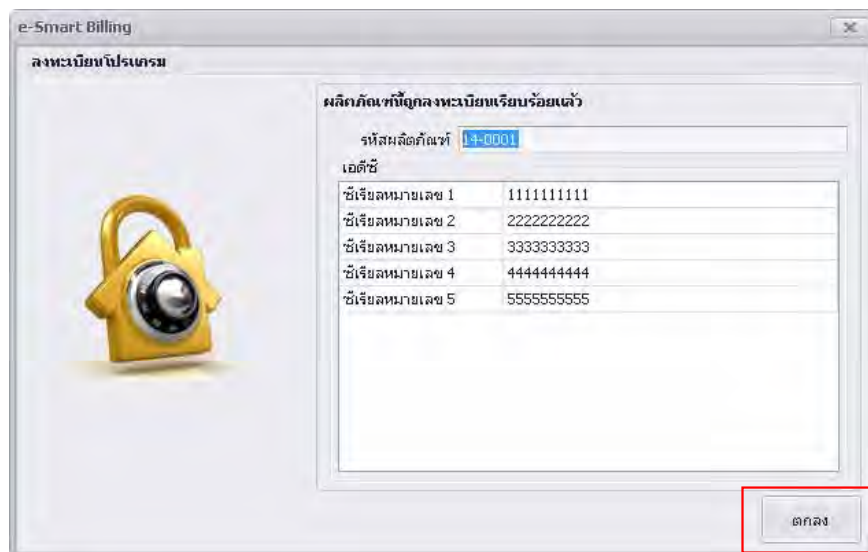 e-Smart Billing
ลงทะเบียนโปรแกรม
ผลิตภัณฑ์นี้ถูกลงทะเบียนเรียบร้อยแล้ว
รหัสผลิตภัณฑ์ 14-0001
เอดีซี
ซีเรียลหมายเลข 1 1111111111
ซีเรียลหมายเลข 2 2222222222
ซีเรียลหมายเลข 3 3333333333
ซีเรียลหมายเลข 4 4444444444
ซีเรียลหมายเลข 5 5555555555
ตกลง